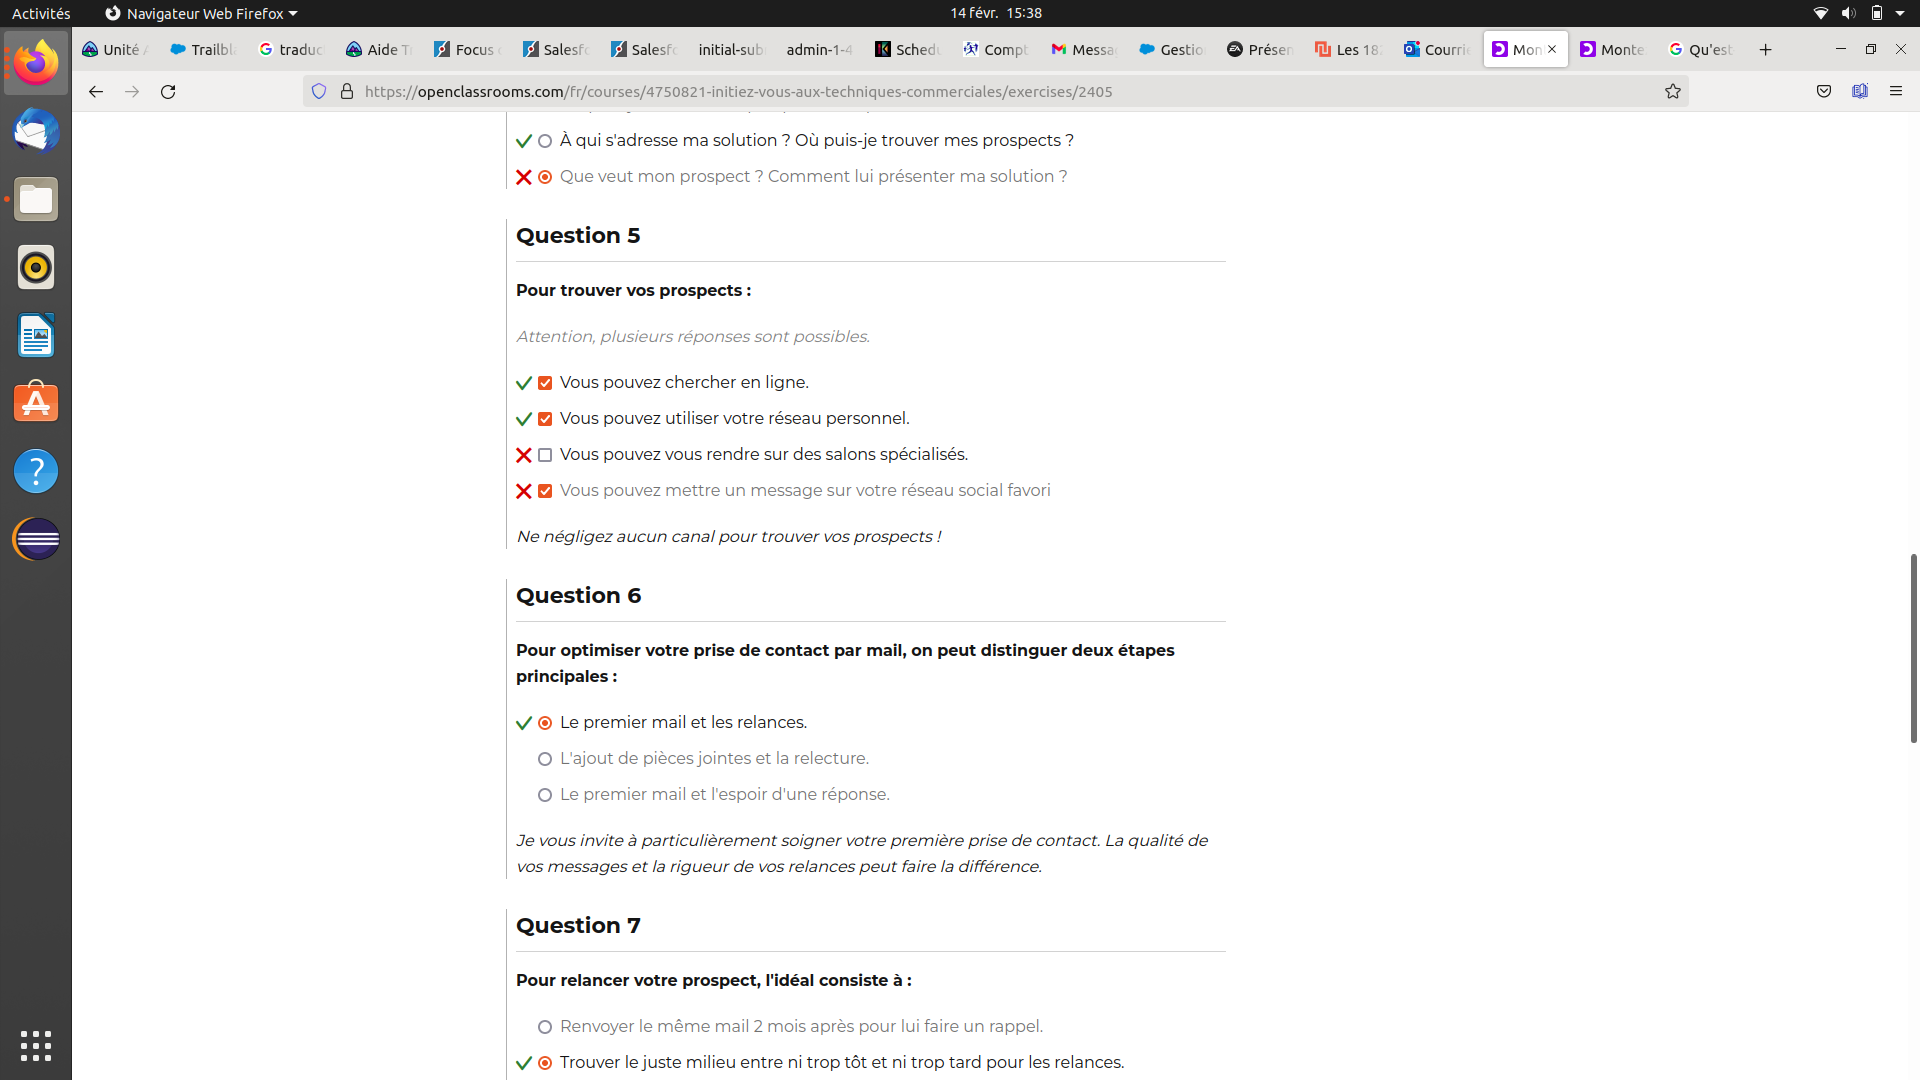 Activités
Navigateur Web Firefox
14 févr.  15:38
Unité
Trailbl
traduc
Aide T
Focus
Salesfo
Salesfo
initial-sub
admin-1-4
Schedu
Compt
Messa
Gestio
Présen
Les 18
Courrie
Mon
Monte
Qu'est
https://openclassrooms.com/fr/courses/4750821-initiez-vous-aux-techniques-commerciales/exercises/2405
À qui s'adresse ma solution ? Où puis-je trouver mes prospects ?
Que veut mon prospect ? Comment lui présenter ma solution ?
Question 5
Pour trouver vos prospects :
Attention, plusieurs réponses sont possibles.
Vous pouvez chercher en ligne.
Vous pouvez utiliser votre réseau personnel.
Vous pouvez vous rendre sur des salons spécialisés.
Vous pouvez mettre un message sur votre réseau social favori
Ne négligez aucun canal pour trouver vos prospects !
Question 6
Pour optimiser votre prise de contact par mail, on peut distinguer deux étapes
principales :
Le premier mail et les relances.
L'ajout de pièces jointes et la relecture.
Le premier mail et l'espoir d'une réponse.
Je vous invite à particulièrement soigner votre première prise de contact. La qualité de
vos messages et la rigueur de vos relances peut faire la différence.
Question 7
Pour relancer votre prospect, l'idéal consiste à :
Renvoyer le même mail 2 mois après pour lui faire un rappel.
Trouver le juste milieu entre ni trop tôt et ni trop tard pour les relances.